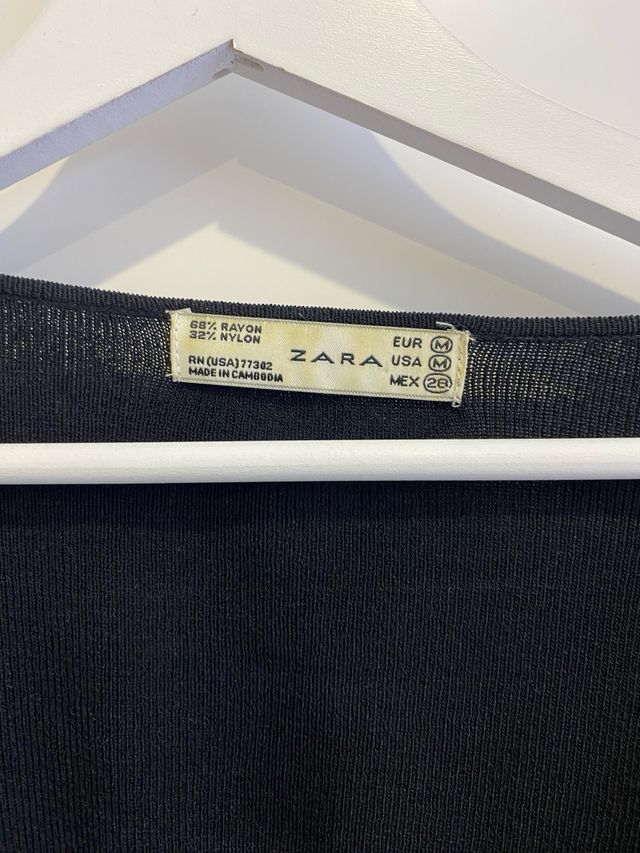 68% RAYON
32% NYLON
RN (USA) 77302
MADE IN CAMBODIA
ZARA
EUR M
USA M
MEX 28